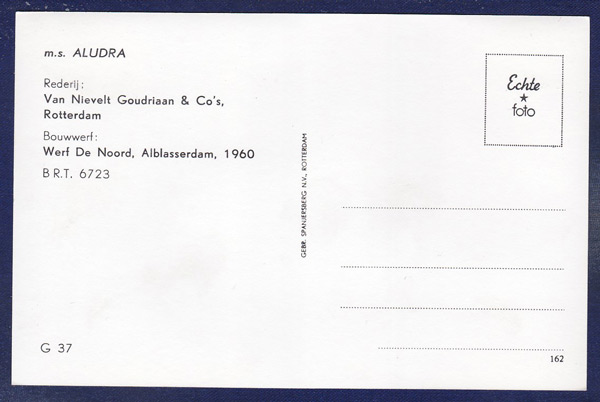 m.s. ALUDRA
Rederij:
Van Nievelt Goudriaan & Co's,
Rotterdam
Bouwwerf:
Werf De Noord, Alblasserdam, 1960
B R.T. 6723
G 37
GEBR. SPANJERSBERG N.V., ROTTERDAM
Echte
foto
162